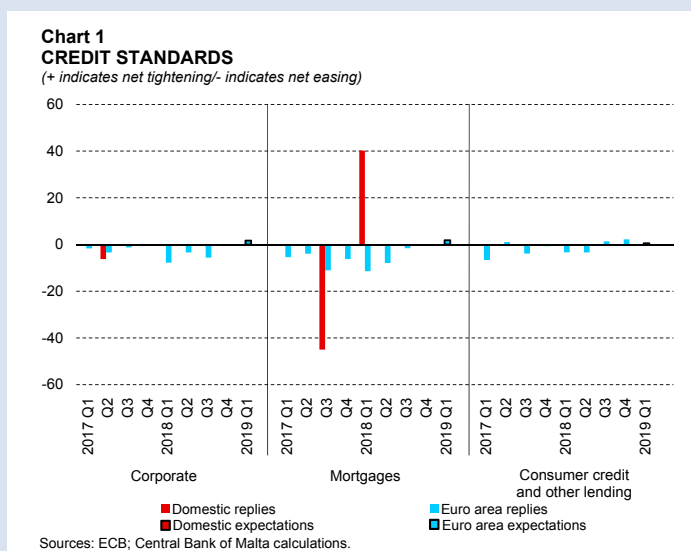 Chart 1
CREDIT STANDARDS
(+ indicates net tightening/- indicates net easing)
60
40
20
0
-20
-40
-60
2017 Q1
Q2
Q3
Q4
2018 Q1
Q2
Q3
Q4
2019 Q1
2017 Q1
Q2
Q3
Q4
2018 Q1
Q2
Q3
Q4
2019 Q1
2017 Q1
Q2
Q3
Q4
2018 Q1
Q2
Q3
Q4
2019 Q1
Corporate
Mortgages
Consumer credit
and other lending
Domestic replies
Euro area replies
Domestic expectations
Euro area expectations
Sources: ECB; Central Bank of Malta calculations.